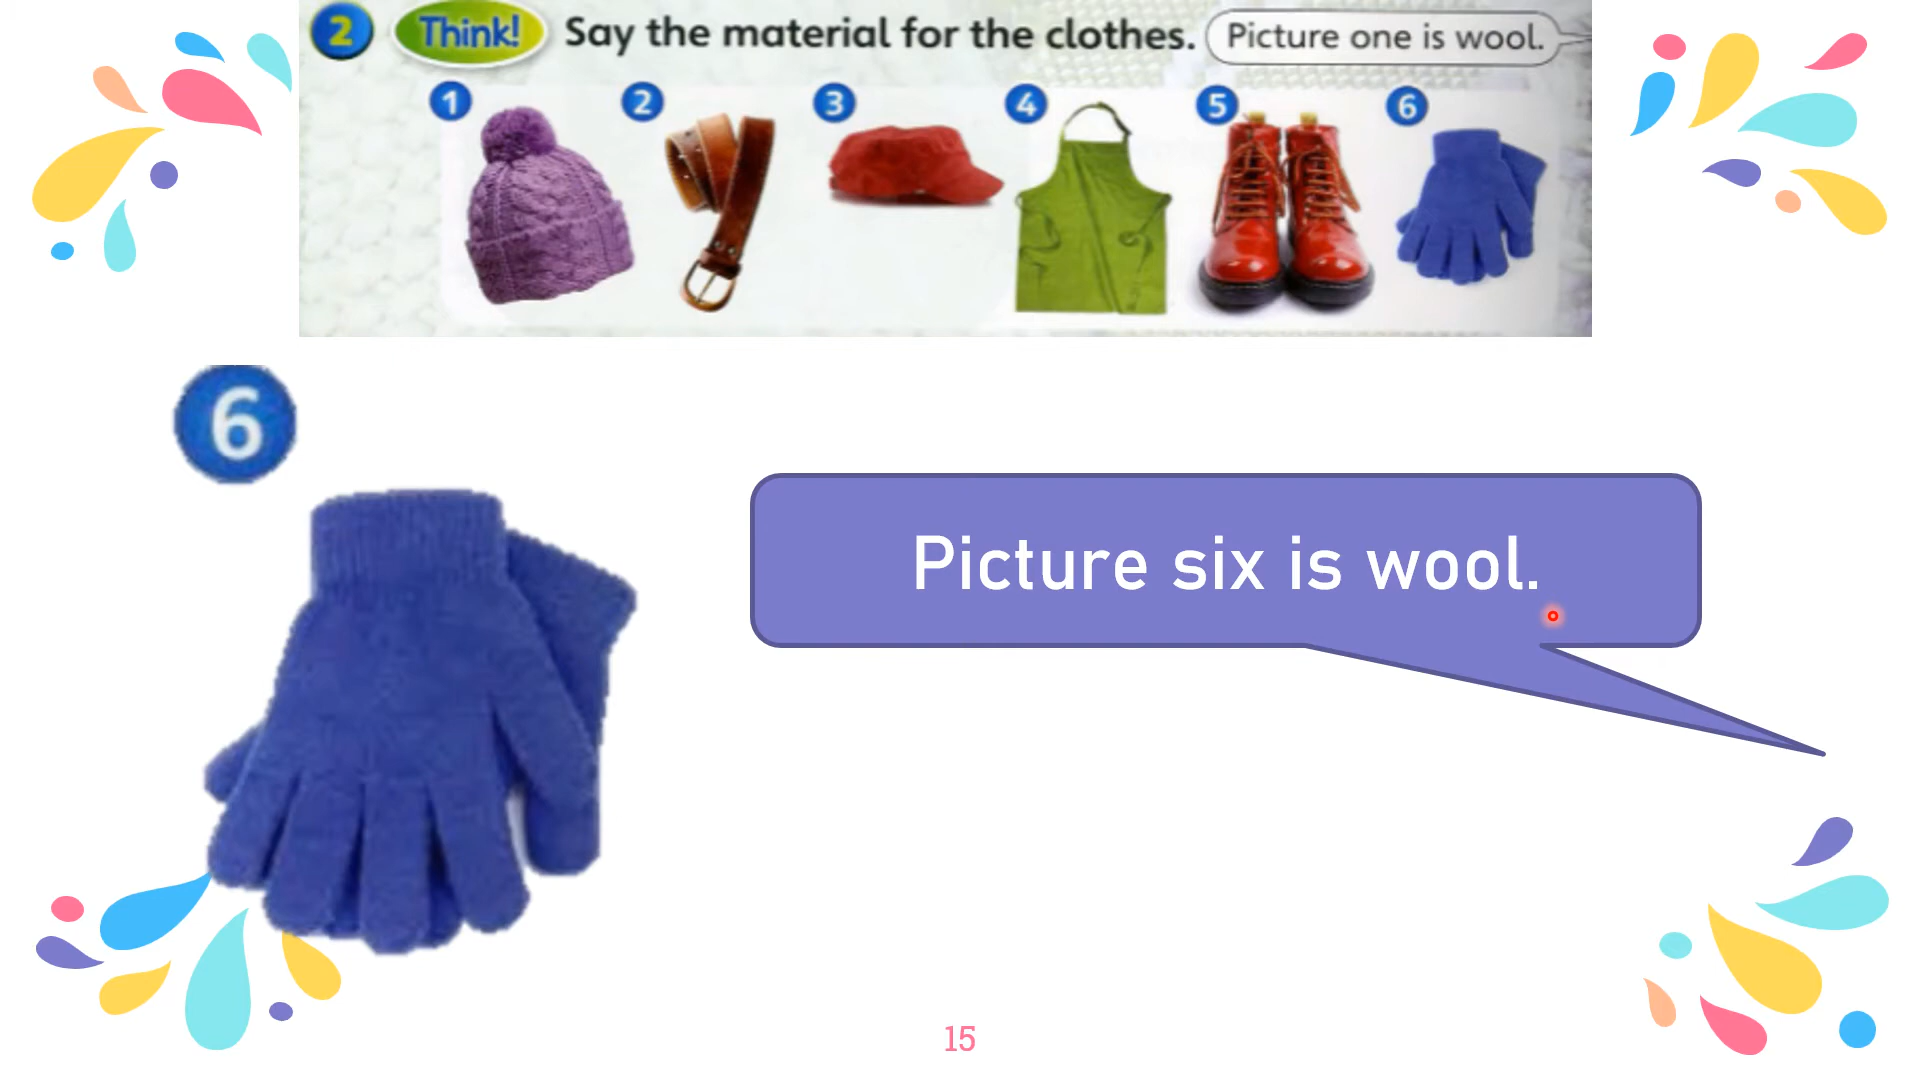 2 Think! Say the material for the clothes. Picture one is wool.
1 2 3 4 5 6
6
Picture six is wool.
15